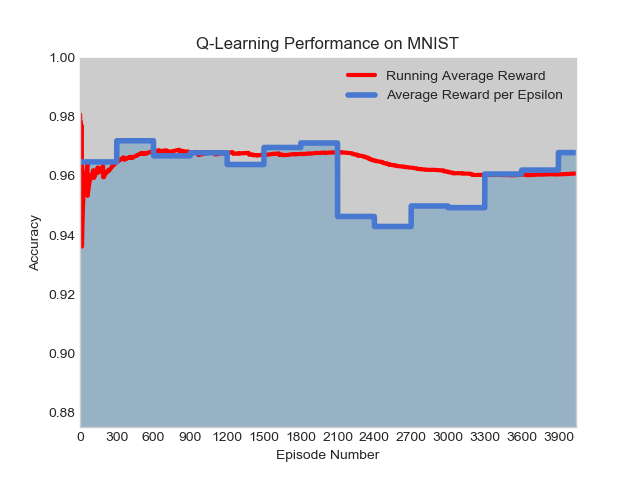 Q-Learning Performance on MNIST
1.00
Running Average Reward
Average Reward per Epsilon
0.98
0.96
0.94
0.92
0.90
0.88
Accuracy
0 300 600 900 1200 1500 1800 2100 2400 2700 3000 3300 3600 3900
Episode Number